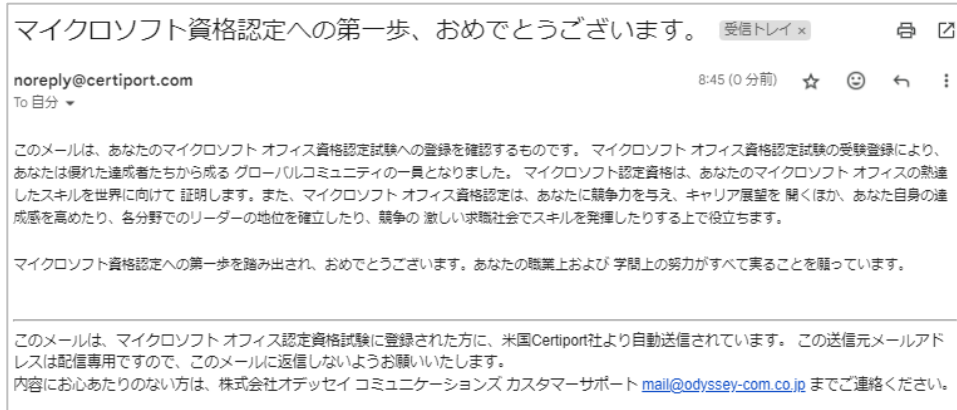 マイクロソフト資格認定への第一歩、おめでとうございます。 受信トレイ ×
noreply@certiport.com 8:45 (0 分前)
To 自分
このメールは、あなたのマイクロソフト オフィス資格認定試験への登録を確認するものです。 マイクロソフト オフィス資格認定試験の受験登録により、
あなたは優れた達成者たちから成る グローバルコミュニティの一員となりました。 マイクロソフト認定資格は、あなたのマイクロソフト オフィスの熟達
したスキルを世界に向けて 証明します。また、マイクロソフト オフィス資格認定は、あなたに競争力を与え、キャリア展望を 開くほか、あなた自身の達
成感を高めたり、各分野でのリーダーの地位を確立したり、競争の 激しい求職社会でスキルを発揮したりする上で役立ちます。
マイクロソフト資格認定への第一歩を踏み出され、おめでとうございます。あなたの職業上および 学問上の努力がすべて実ることを願っています。
このメールは、マイクロソフト オフィス認定資格試験に登録された方に、米国Certiport社より自動送信されています。 この送信元メールアド
レスは配信専用ですので、このメールに返信しないようお願いいたします。
内容にお心あたりのない方は、株式会社オデッセイ コミュニケーションズ カスタマーサポート mail@odyssey-com.co.jp までご連絡ください。